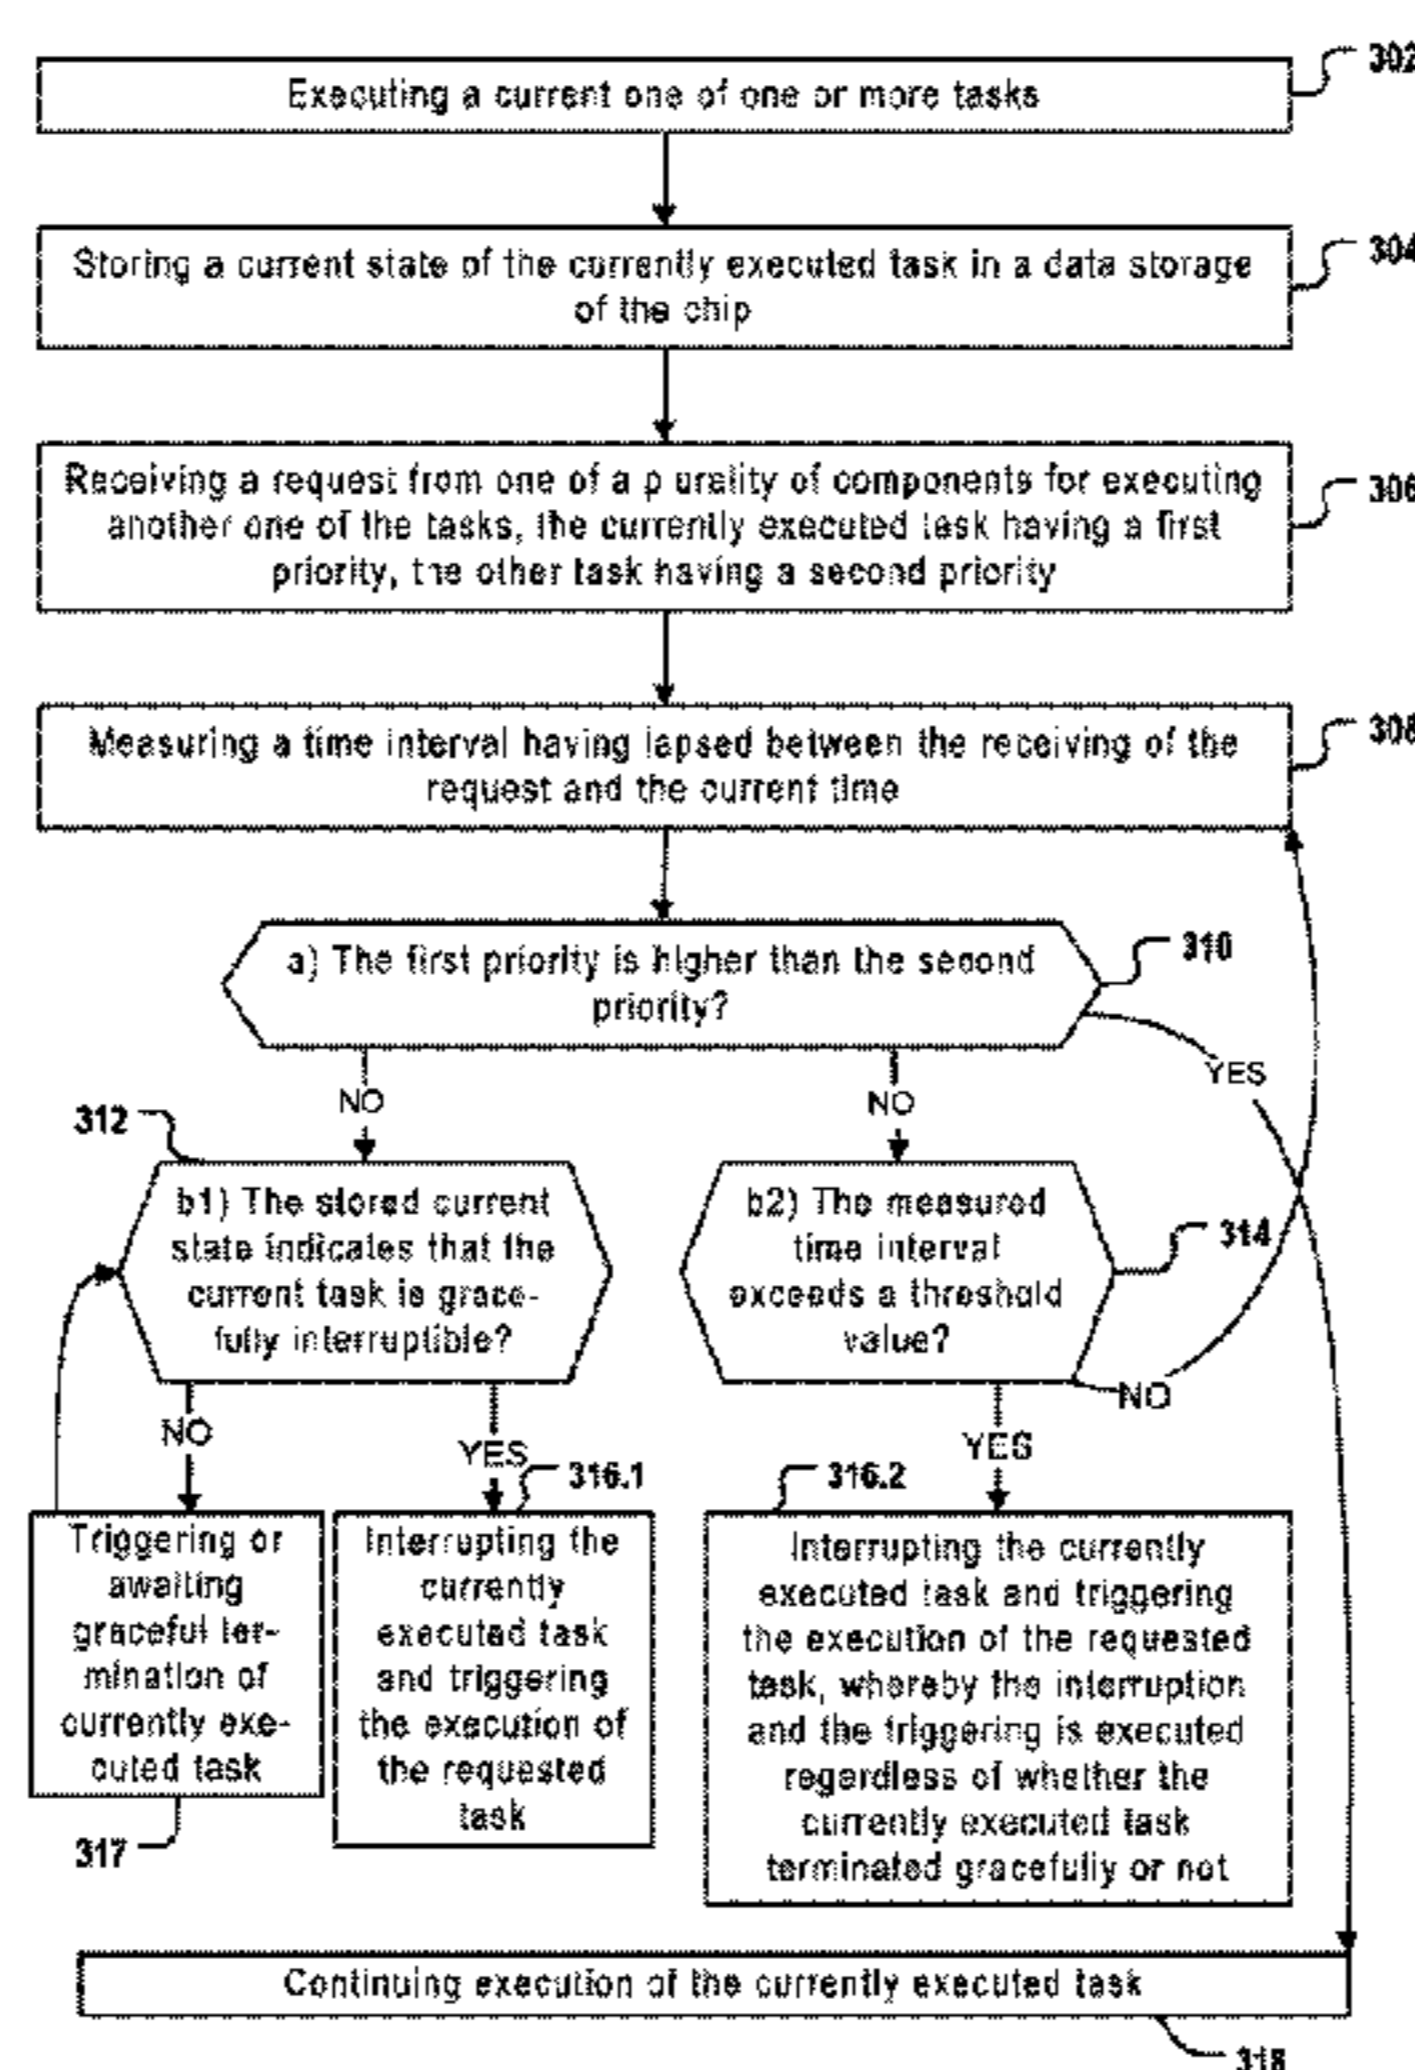 302
Executing a current one of one or more tasks
304
Storing a current state of the currently executed task in a data storage
of the chip
306
Receiving a request from one of a p urality of components for executing
another one of the tasks, the currently executed task having a first
priority, the other task having a second priority
308
Measuring a time interval having lapsed between the receiving of the
request and the current time
310
a) The first priority is higher than the second
priority?
NO
NO
YES
312
b1) The stored current
state indicates that the
current task is grace-
fully interruptible?
b2) The measured
time interval
exceeds a threshold
value?
314
NO
YES
YES
NO
316.1
316.2
Triggering or
awaiting
graceful ter-
mination of
currently exe-
cuted task
317
Interrupting the
currently
executed task
and triggering
the execution of
the requested
task
Interrupting the currently
executed task and triggering
the execution of the requested
task, whereby the interruption
and the triggering is executed
regardless of whether the
currently executed task
terminated gracefully or not
Continuing execution of the currently executed task
318